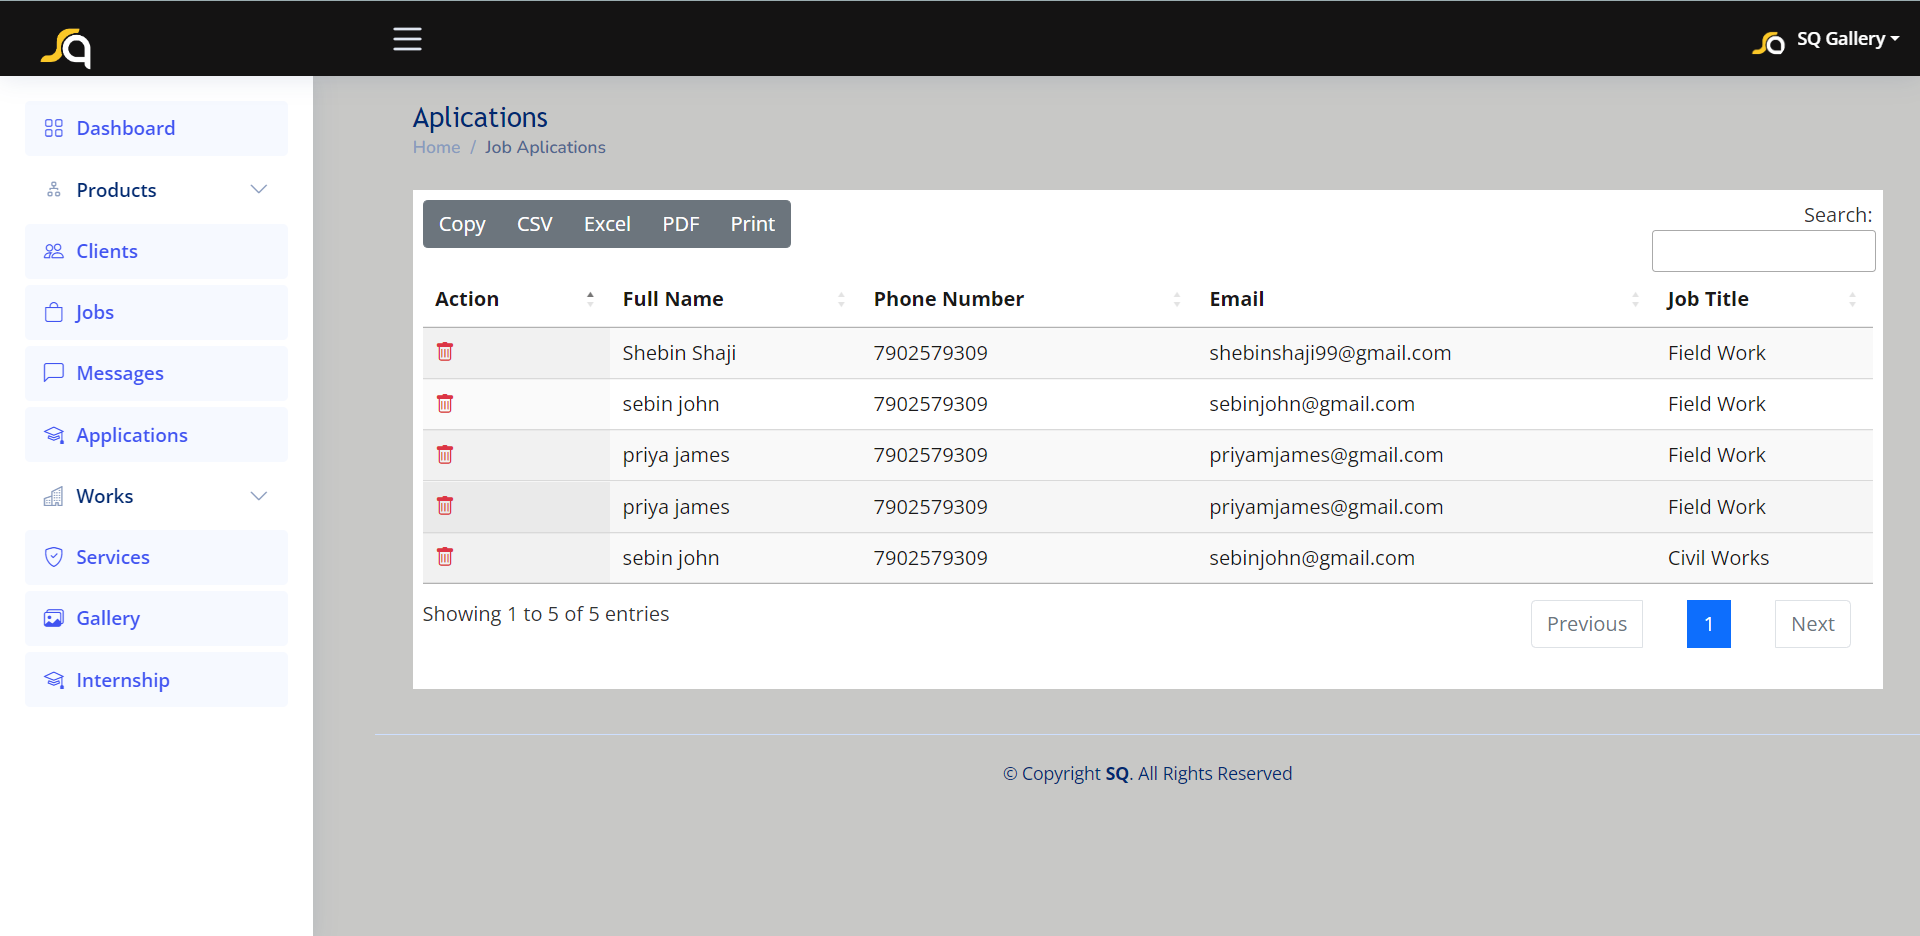 SQ
SQ Gallery
Dashboard
Products
Clients
Jobs
Messages
Applications
Works
Services
Gallery
Internship
Aplications
Home / Job Aplications
Copy CSV Excel PDF Print
Search:
Action Full Name Phone Number Email Job Title
Shebin Shaji 7902579309 shebinshaji99@gmail.com Field Work
sebin john 7902579309 sebinjohn@gmail.com Field Work
priya james 7902579309 priyamjames@gmail.com Field Work
priya james 7902579309 priyamjames@gmail.com Field Work
sebin john 7902579309 sebinjohn@gmail.com Civil Works
Showing 1 to 5 of 5 entries
Previous 1 Next
© Copyright SQ. All Rights Reserved